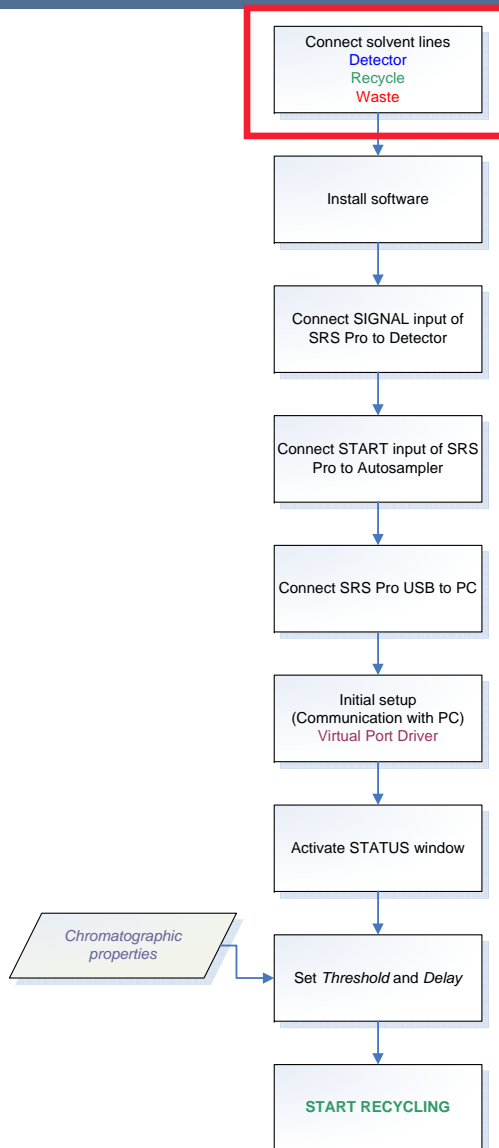 Connect solvent lines
Detector
Recycle
Waste
Install software
Connect SIGNAL input of
SRS Pro to Detector
Connect START input of SRS
Pro to Autosampler
Connect SRS Pro USB to PC
Initial setup
(Communication with PC)
Virtual Port Driver
Activate STATUS window
Chromatographic
properties
Set Threshold and Delay
START RECYCLING